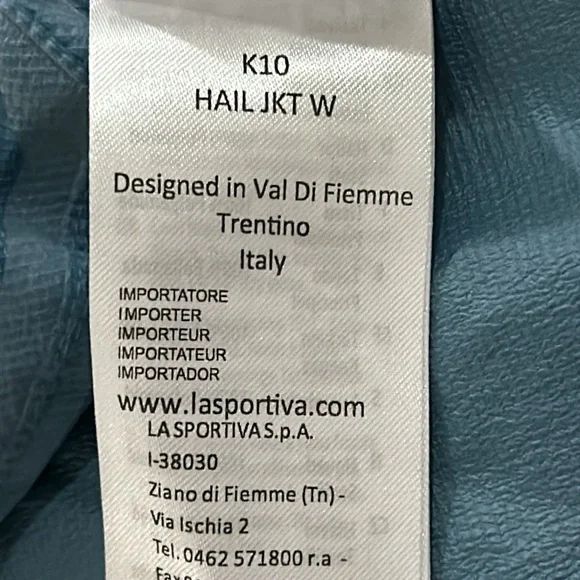 K10
HAIL JKT W
Designed in Val Di Fiemme
Trentino
Italy
IMPORTATORE
IMPORTER
IMPORTEUR
IMPORTATEUR
IMPORTADOR
www.lasportiva.com
LA SPORTIVA S.p.A.
I-38030
Ziano di Fiemme (Tn) -
Via Ischia 2
Tel. 0462 571800 r.a -